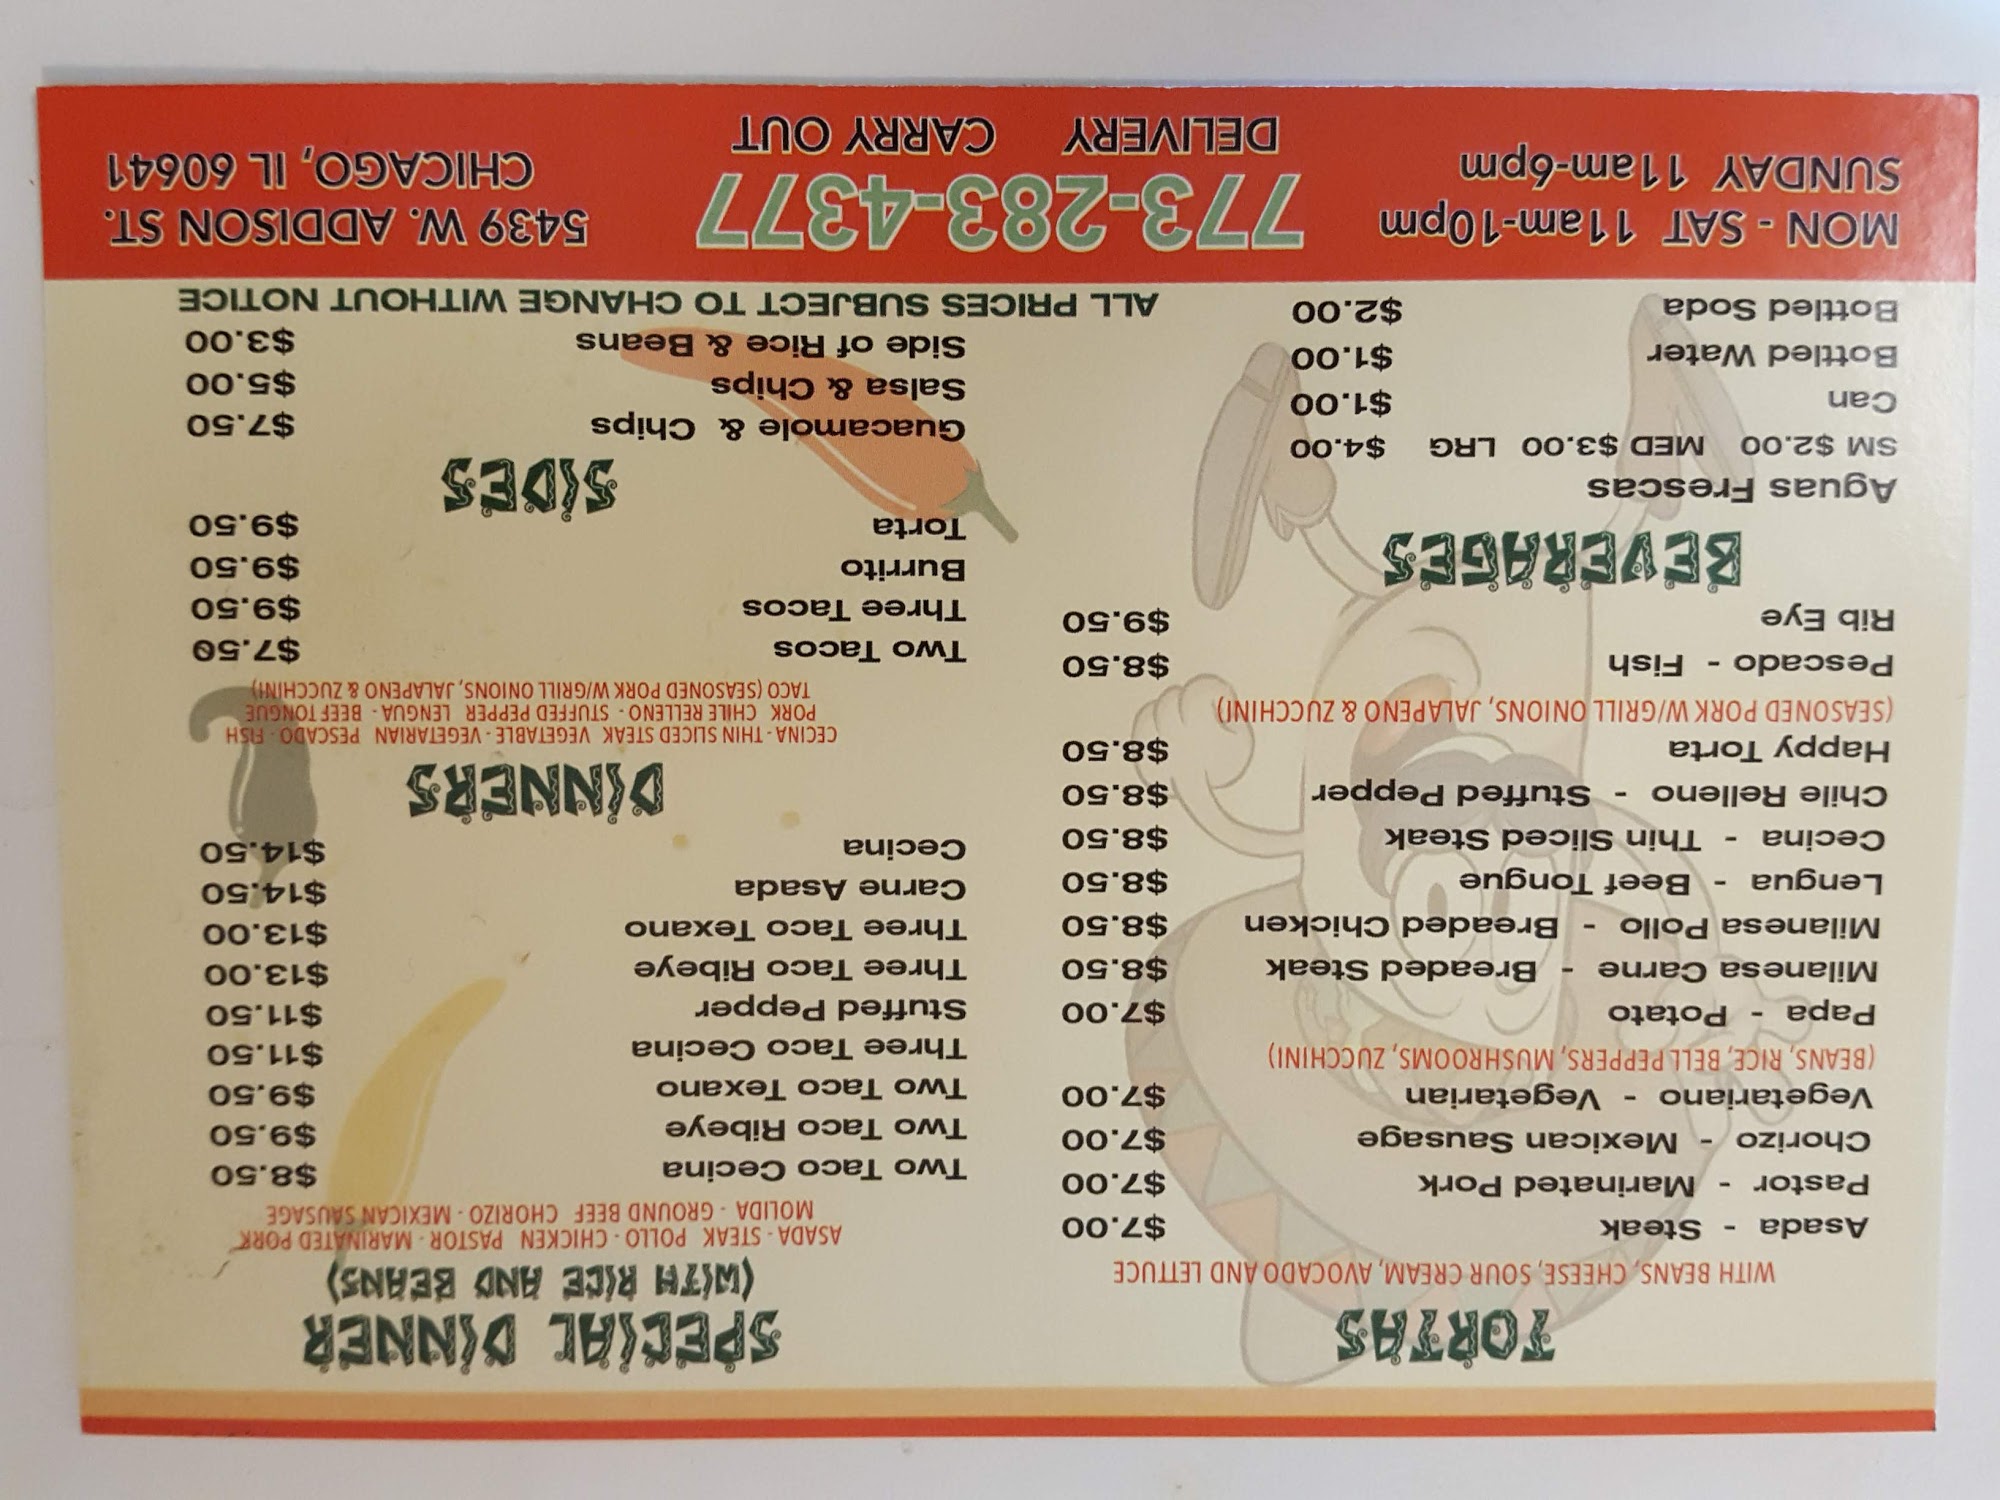 TORTAS
WITH BEANS, CHEESE, SOUR CREAM, AVOCADO AND LETTUCE
Asada - Steak $7.00
Pastor - Marinated Pork $7.00
Chorizo - Mexican Sausage $7.00
Vegetariano - Vegetarian $7.00
(BEANS, RICE, BELL PEPPERS, MUSHROOMS, ZUCCHINI)
Papa - Potato $7.00
Milanesa Carne - Breaded Steak $8.50
Milanesa Pollo - Breaded Chicken $8.50
Lengua - Beef Tongue $8.50
Cecina - Thin Sliced Steak $8.50
Chile Relleno - Stuffed Pepper $8.50
Happy Torta $8.50
(SEASONED PORK W/GRILL ONIONS, JALAPENO & ZUCCHINI)
Pescado - Fish $8.50
Rib Eye $9.50
BEVERAGES
Aguas Frescas
SM $2.00 MED $3.00 LRG $4.00
Can $1.00
Bottled Water $1.00
Bottled Soda $2.00
SPECIAL DINNER
(WITH RICE AND BEANS)
ASADA - STEAK POLLO - CHICKEN PASTOR - MARINATED PORK
MOLIDA - GROUND BEEF CHORIZO - MEXICAN SAUSAGE
Two Taco Cecina $8.50
Two Taco Ribeye $9.50
Two Taco Texano $9.50
Three Taco Cecina $11.50
Stuffed Pepper $11.50
Three Taco Ribeye $13.00
Three Taco Texano $13.00
Carne Asada $14.50
Cecina $14.50
DINNERS
CECINA - THIN SLICED STEAK VEGETABLE - VEGETARIAN PESCADO - FISH
PORK CHILE RELLENO - STUFFED PEPPER LENGUA - BEEF TONGUE
TACO (SEASONED PORK W/GRILL ONIONS, JALAPENO & ZUCCHINI)
Two Tacos $7.50
Three Tacos $9.50
Burrito $9.50
Torta $9.50
SIDES
Guacamole & Chips $7.50
Salsa & Chips $5.00
Side of Rice & Beans $3.00
ALL PRICES SUBJECT TO CHANGE WITHOUT NOTICE
MON - SAT 11am-10pm
SUNDAY 11am-6pm
773-283-4377
DELIVERY CARRY OUT
5439 W. ADDISON ST.
CHICAGO, IL 60641